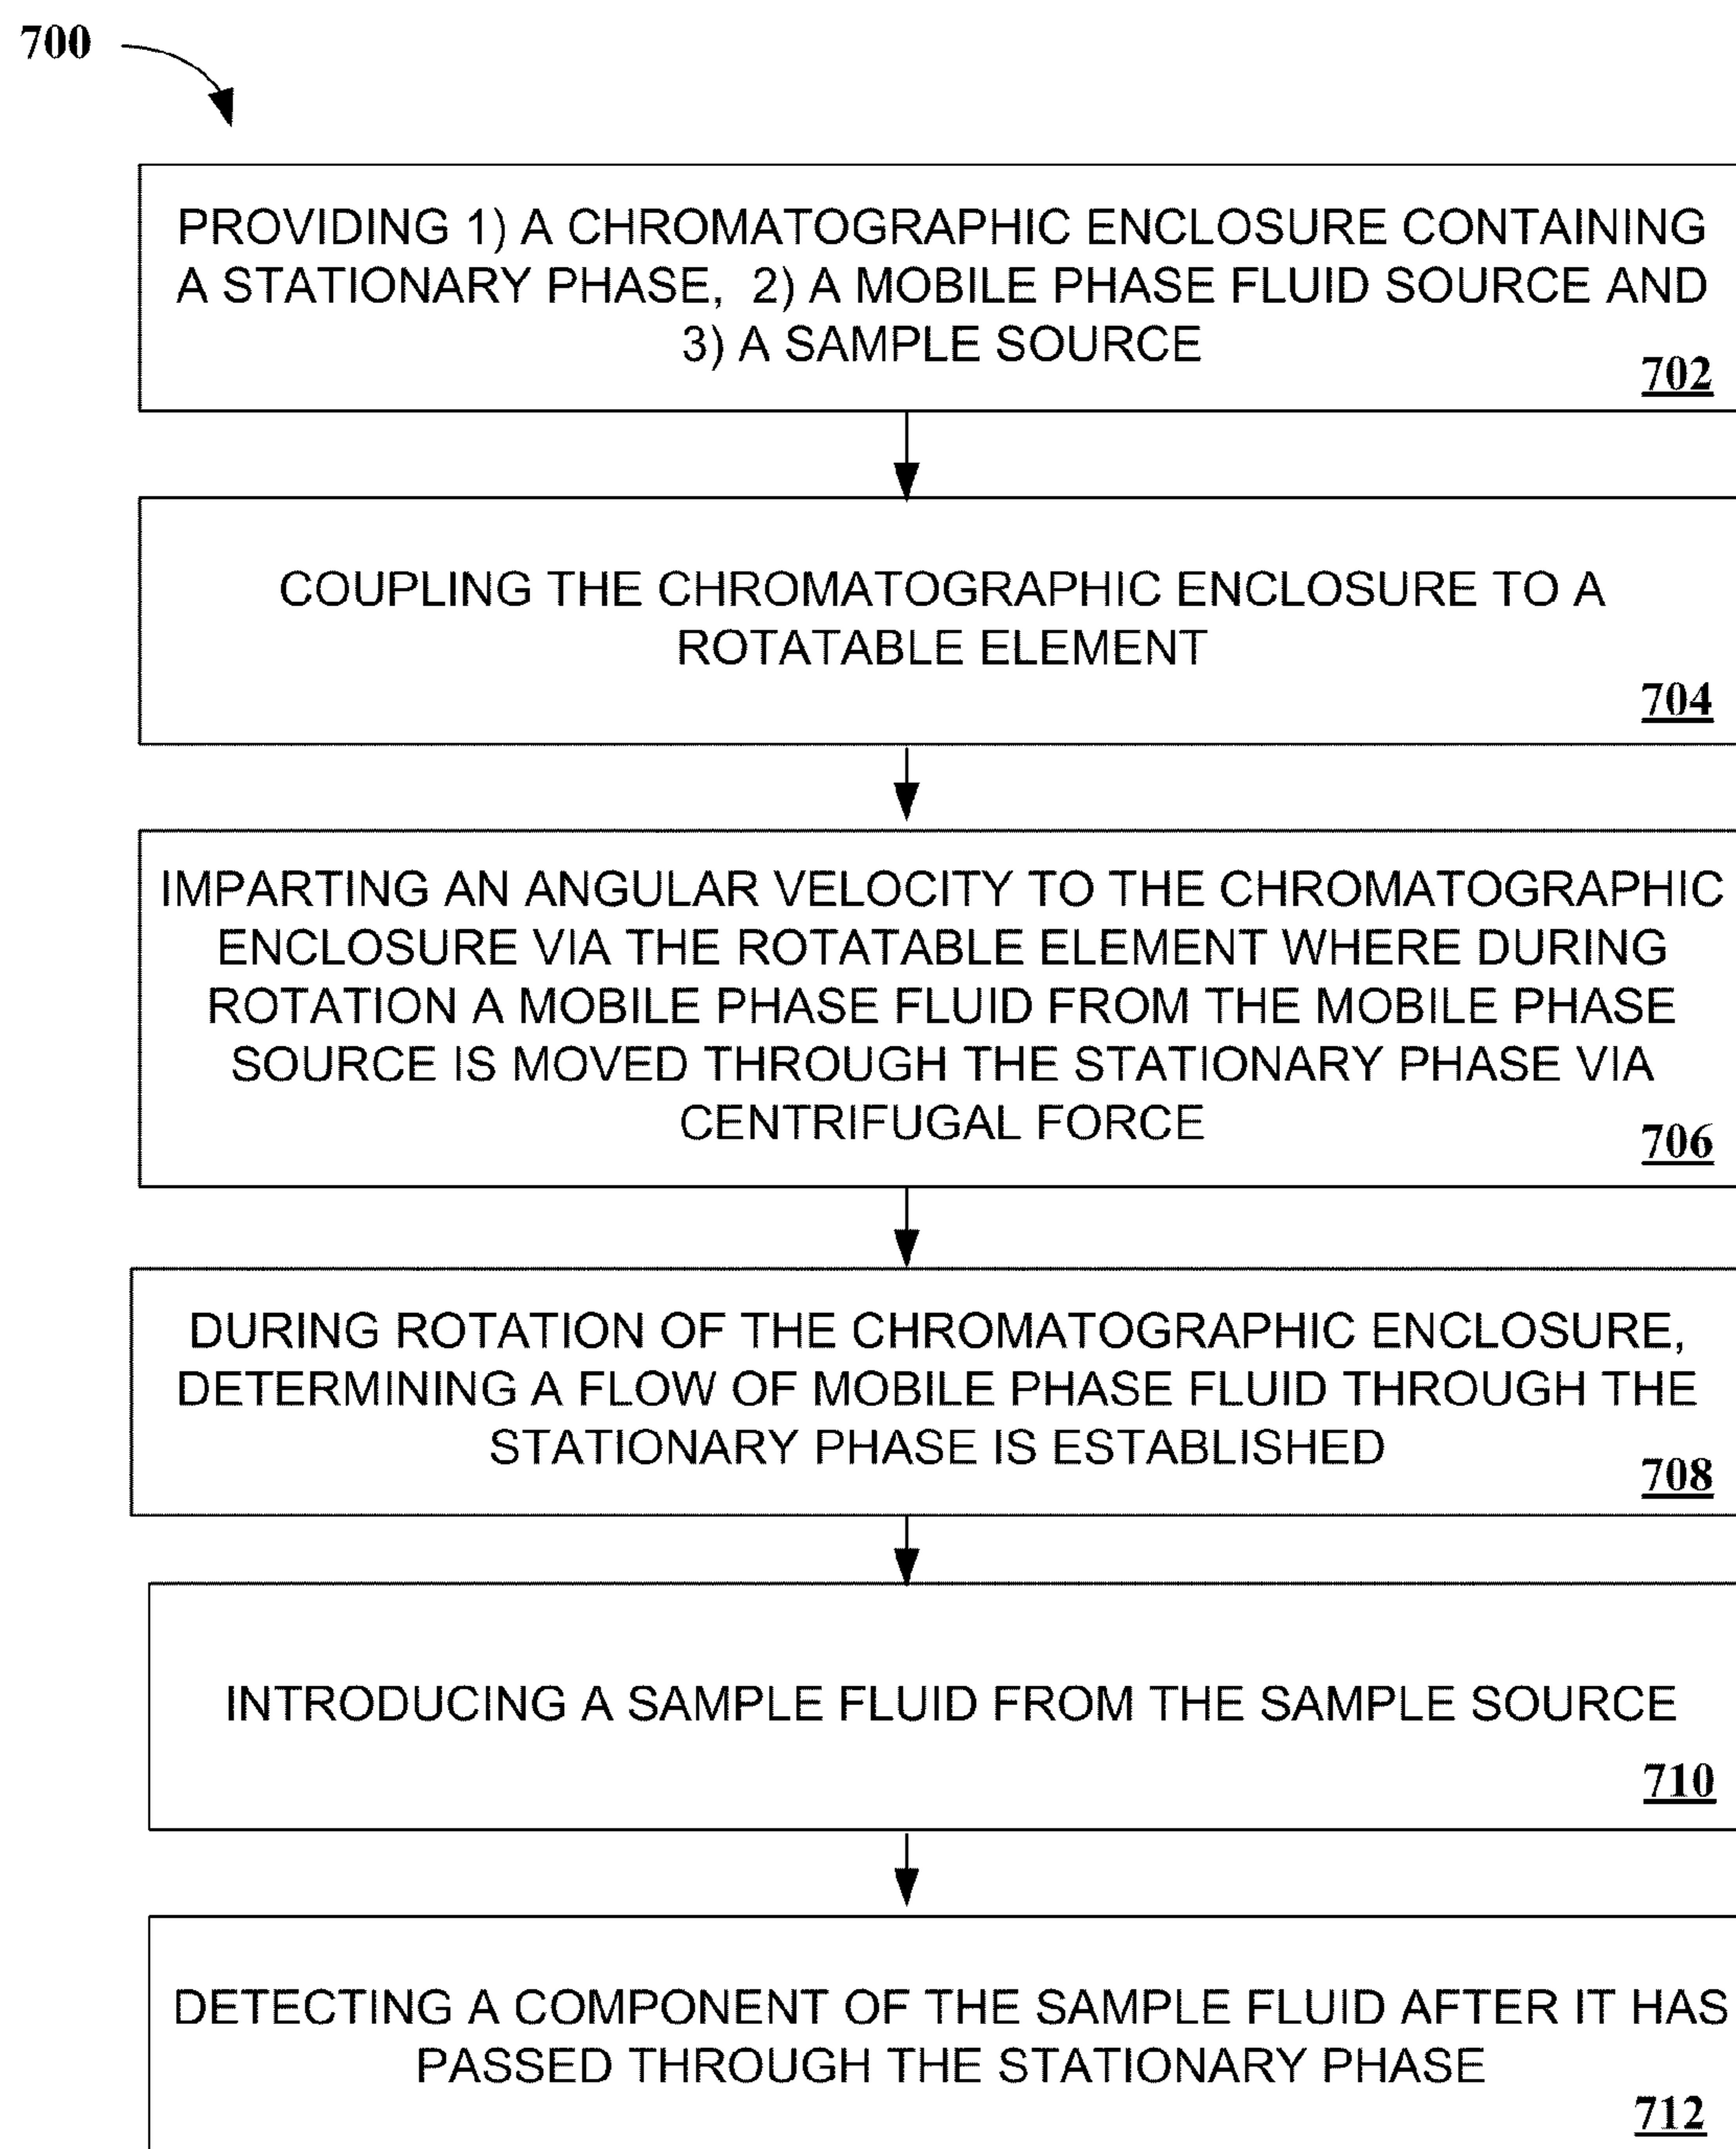 700
PROVIDING 1) A CHROMATOGRAPHIC ENCLOSURE CONTAINING
A STATIONARY PHASE, 2) A MOBILE PHASE FLUID SOURCE AND
3) A SAMPLE SOURCE
702
COUPLING THE CHROMATOGRAPHIC ENCLOSURE TO A
ROTATABLE ELEMENT
704
IMPARTING AN ANGULAR VELOCITY TO THE CHROMATOGRAPHIC
ENCLOSURE VIA THE ROTATABLE ELEMENT WHERE DURING
ROTATION A MOBILE PHASE FLUID FROM THE MOBILE PHASE
SOURCE IS MOVED THROUGH THE STATIONARY PHASE VIA
CENTRIFUGAL FORCE
706
DURING ROTATION OF THE CHROMATOGRAPHIC ENCLOSURE,
DETERMINING A FLOW OF MOBILE PHASE FLUID THROUGH THE
STATIONARY PHASE IS ESTABLISHED
708
INTRODUCING A SAMPLE FLUID FROM THE SAMPLE SOURCE
710
DETECTING A COMPONENT OF THE SAMPLE FLUID AFTER IT HAS
PASSED THROUGH THE STATIONARY PHASE
712